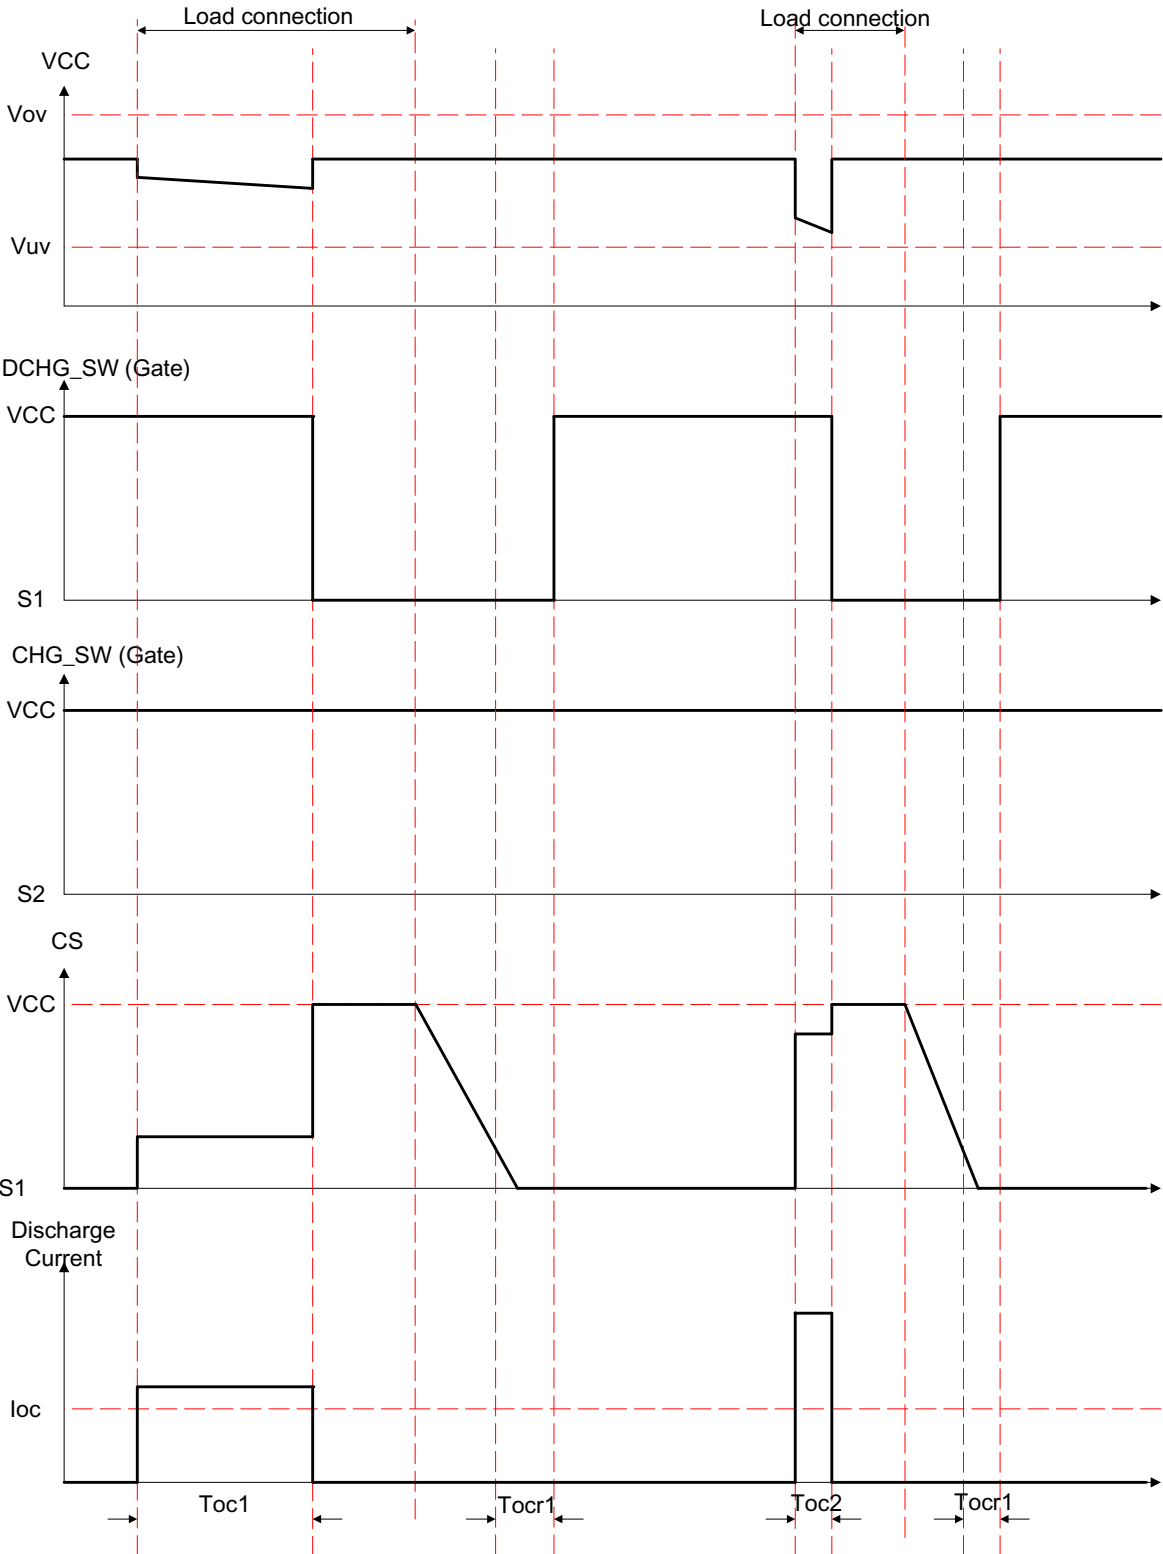 Load connection
Load connection
VCC
Vov
Vuv
DCHG_SW (Gate)
VCC
S1
CHG_SW (Gate)
VCC
S2
CS
VCC
S1
Discharge
Current
Ioc
Toc1
Tocr1
Toc2
Tocr1